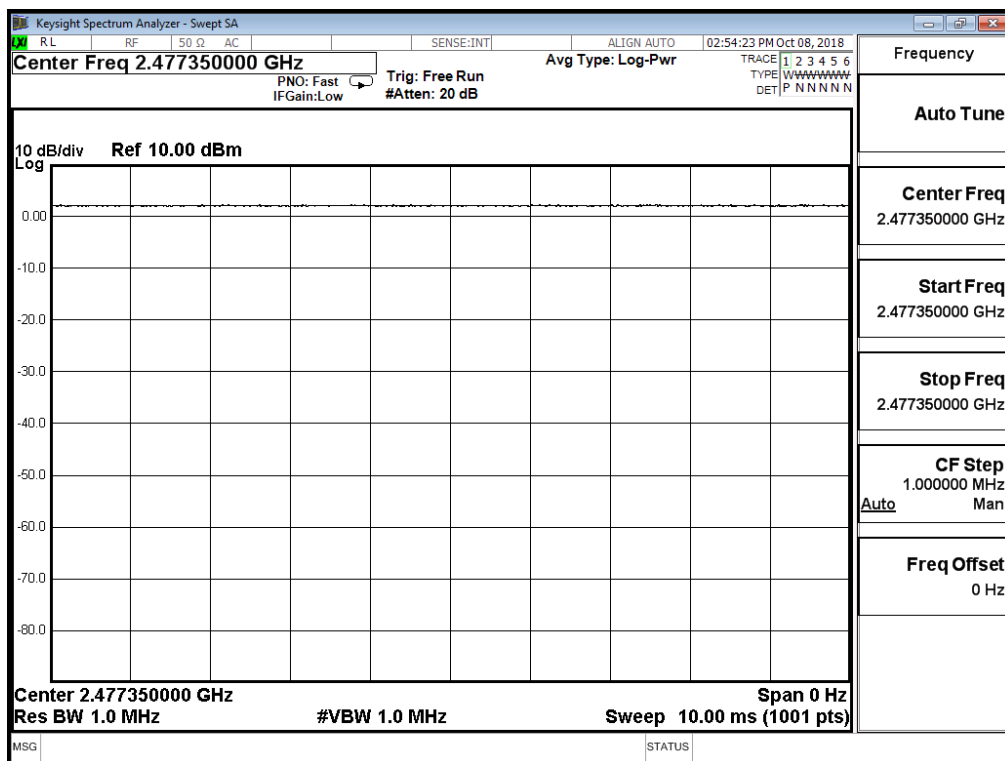 Keysight Spectrum Analyzer - Swept SA
LXI RL RF 50 Ω AC SENSE:INT ALIGN AUTO 02:54:23 PM Oct 08, 2018
Center Freq 2.477350000 GHz
PNO: Fast
IFGain:Low
Trig: Free Run
#Atten: 20 dB
Avg Type: Log-Pwr
TRACE 1 2 3 4 5 6
TYPE WWWWWW
DET P N N N N N
10 dB/div Ref 10.00 dBm
Log
0.00
-10.0
-20.0
-30.0
-40.0
-50.0
-60.0
-70.0
-80.0
Center 2.477350000 GHz Span 0 Hz
Res BW 1.0 MHz #VBW 1.0 MHz Sweep 10.00 ms (1001 pts)
MSG STATUS
Frequency
Auto Tune
Center Freq
2.477350000 GHz
Start Freq
2.477350000 GHz
Stop Freq
2.477350000 GHz
CF Step
1.000000 MHz
Auto Man
Freq Offset
0 Hz